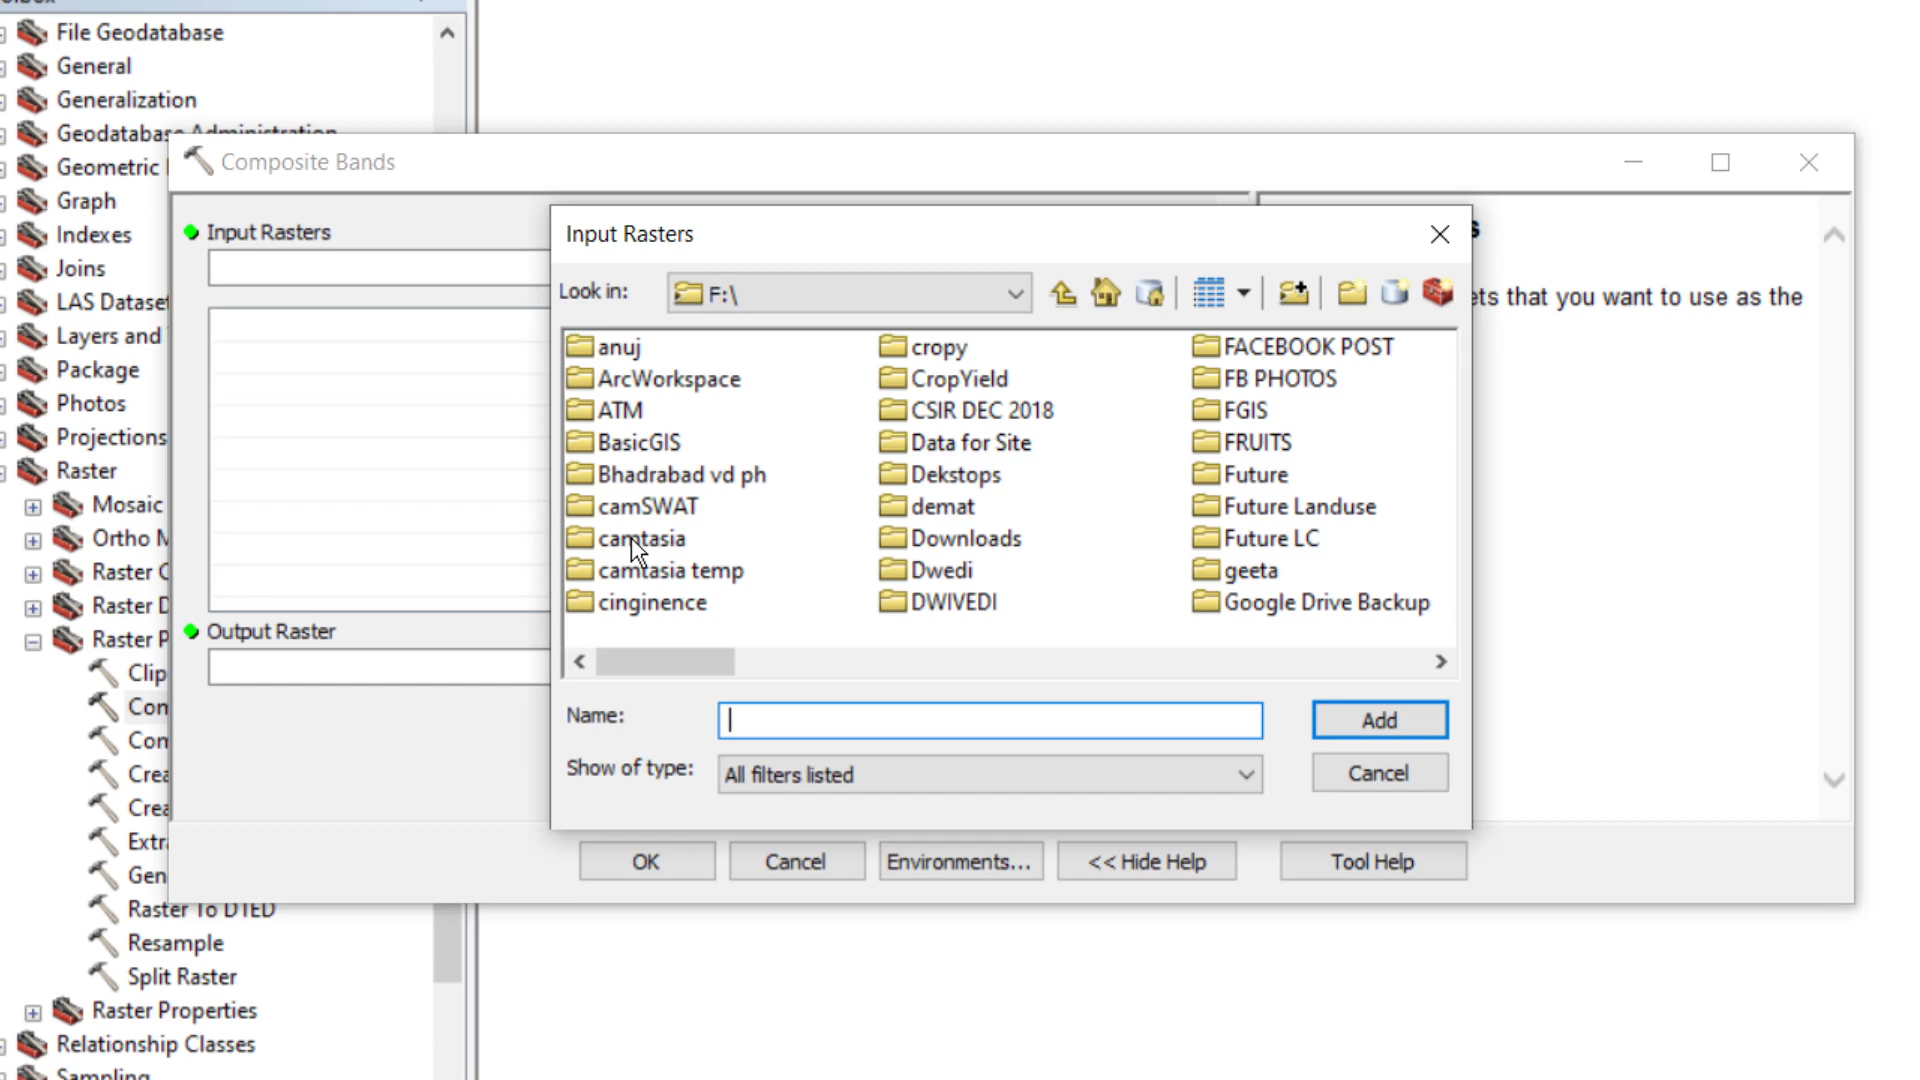 File Geodatabase
General
Generalization
Geodatabase Administration
Geometric
Graph
Indexes
Joins
LAS Dataset
Layers and
Package
Photos
Projections
Raster
Mosaic
Ortho M
Raster C
Raster D
Raster P
Clip
Com
Com
Crea
Crea
Extr
Gen
Raster To DTED
Resample
Split Raster
Raster Properties
Relationship Classes
Sampling
Composite Bands
Input Rasters
Output Raster
Input Rasters
Look in:
F:\
anuj
ArcWorkspace
ATM
BasicGIS
Bhadrabad vd ph
camSWAT
camtasia
camtasia temp
cinginence
cropy
CropYield
CSIR DEC 2018
Data for Site
Dekstops
demat
Downloads
Dwedi
DWIVEDI
FACEBOOK POST
FB PHOTOS
FGIS
FRUITS
Future
Future Landuse
Future LC
geeta
Google Drive Backup
Name:
Add
Show of type:
All filters listed
Cancel
s
ets that you want to use as the
OK
Cancel
Environments...
<< Hide Help
Tool Help